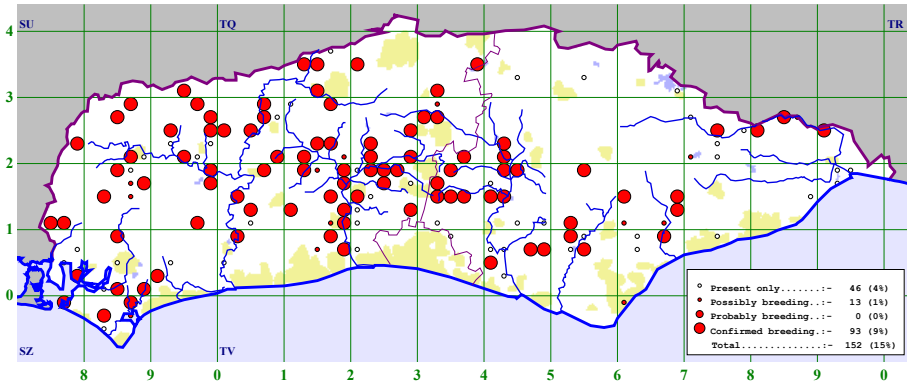 SU TQ TR
4
3
2
1
0
SZ TV
8 9 0 1 2 3 4 5 6 7 8 9 0
Present only......:- 46 (4%)
Possibly breeding..:- 13 (1%)
Probably breeding..:- 0 (0%)
Confirmed breeding:- 93 (9%)
Total.............:- 152 (15%)